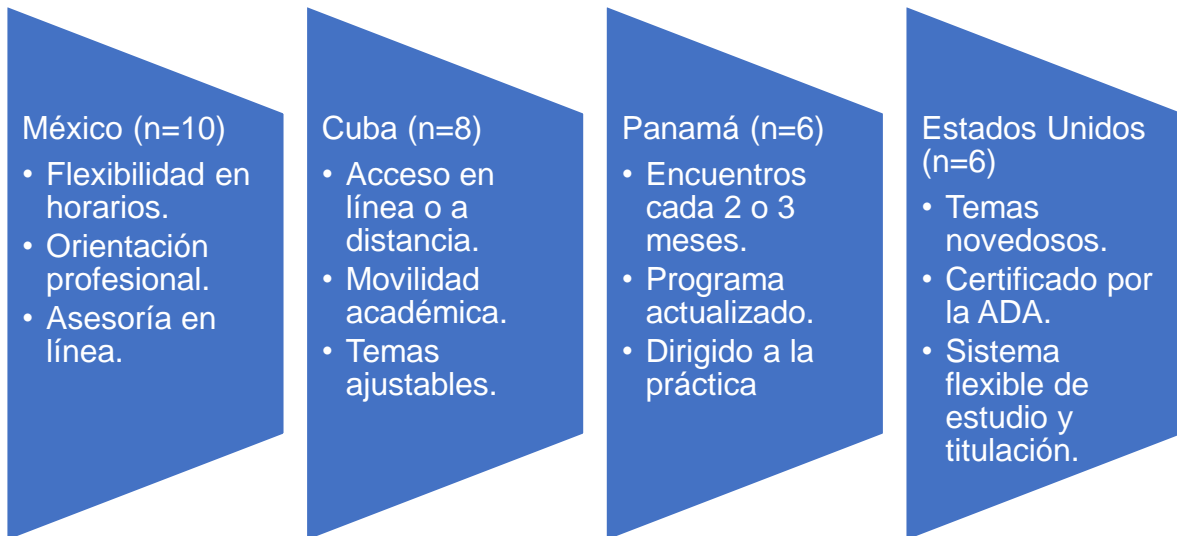 México (n=10)
• Flexibilidad en
horarios.
• Orientación
profesional.
• Asesoría en
línea.
Cuba (n=8)
• Acceso en
línea o a
distancia.
• Movilidad
académica.
• Temas
ajustables.
Panamá (n=6)
• Encuentros
cada 2 o 3
meses.
• Programa
actualizado.
• Dirigido a la
práctica
Estados Unidos
(n=6)
• Temas
novedosos.
• Certificado por
la ADA.
• Sistema
flexible de
estudio y
titulación.